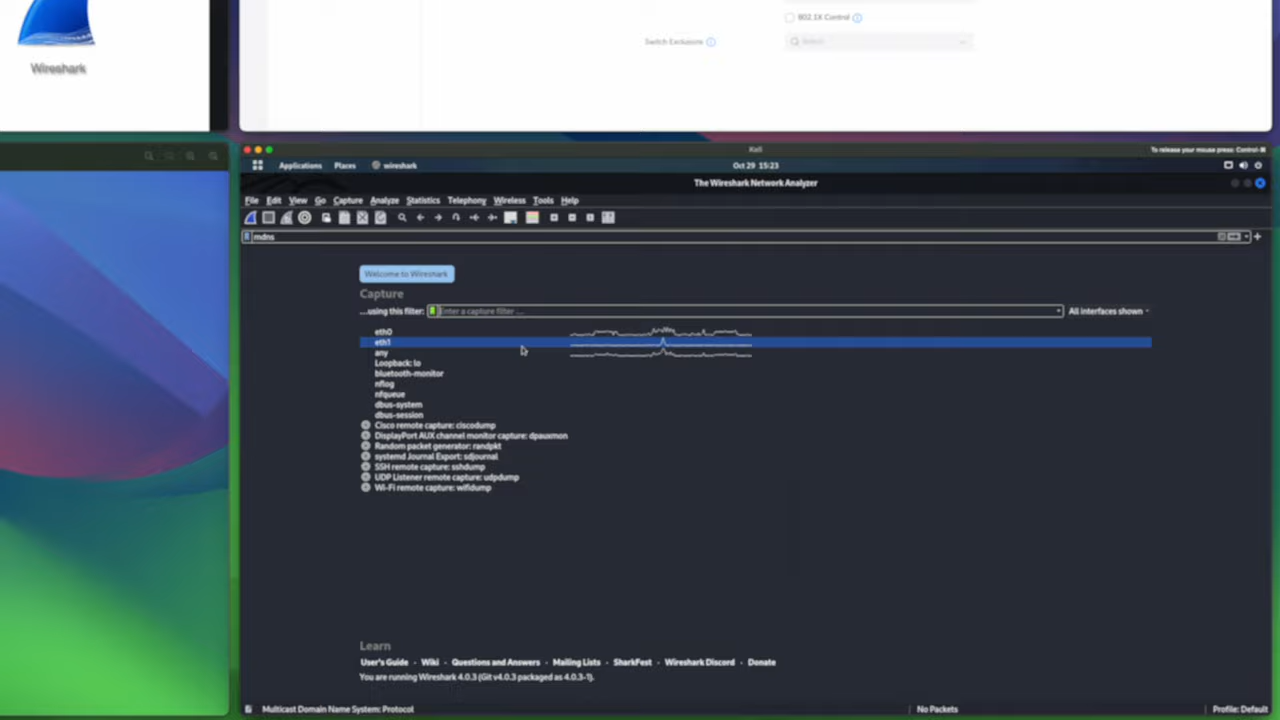 802.1X Control
Switch Exclusions
Wireshark
Kali
To release your mouse press: Control-⌘
Applications Places wireshark
Oct 29 15:23
The Wireshark Network Analyzer
File Edit View Go Capture Analyze Statistics Telephony Wireless Tools Help
mdns
Welcome to Wireshark
Capture
...using this filter: Enter a capture filter ... All interfaces shown
eth0
eth1
any
Loopback: lo
bluetooth-monitor
nflog
nfqueue
dbus-system
dbus-session
Cisco remote capture: ciscodump
DisplayPort AUX channel monitor capture: dpauxmon
Random packet generator: randpkt
systemd Journal Export: sdjournal
SSH remote capture: sshdump
UDP Listener remote capture: udpdump
Wi-Fi remote capture: wifidump
Learn
User's Guide · Wiki · Questions and Answers · Mailing Lists · SharkFest · Wireshark Discord · Donate
You are running Wireshark 4.0.3 (Git v4.0.3 packaged as 4.0.3-1).
Multicast Domain Name System: Protocol No Packets Profile: Default